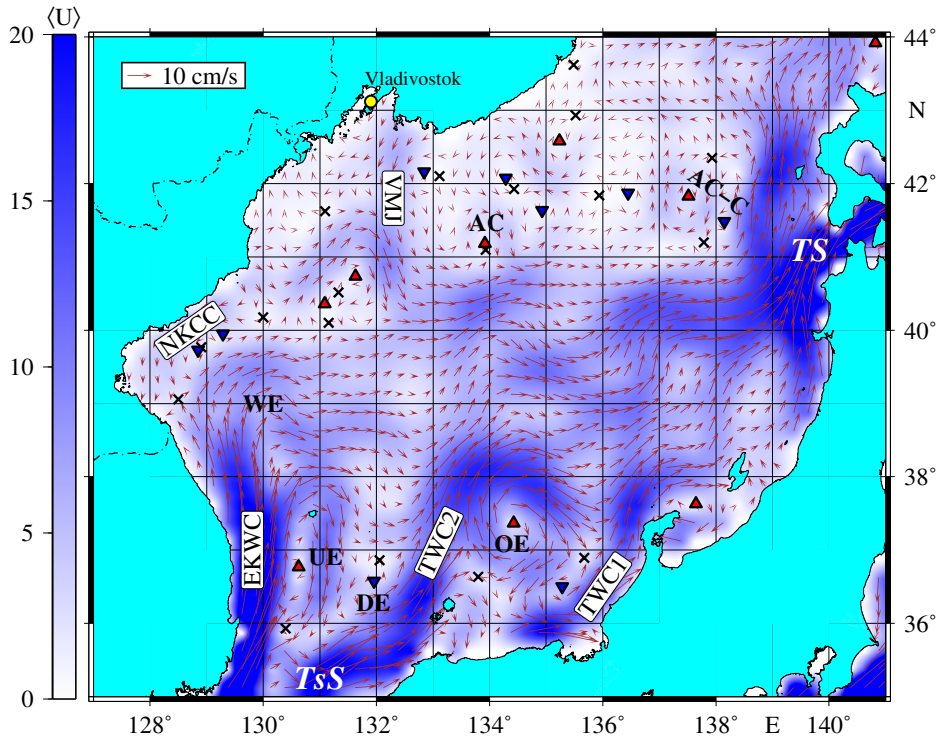 ⟨U⟩
20
15
10
5
0
10 cm/s
Vladivostok
44°
N
42°
40°
38°
36°
VMJ
AC
AC-C
TS
NKCC
WE
EKWC
UE
DE
TWC2
OE
TWC1
TsS
128°
130°
132°
134°
136°
138°
E
140°